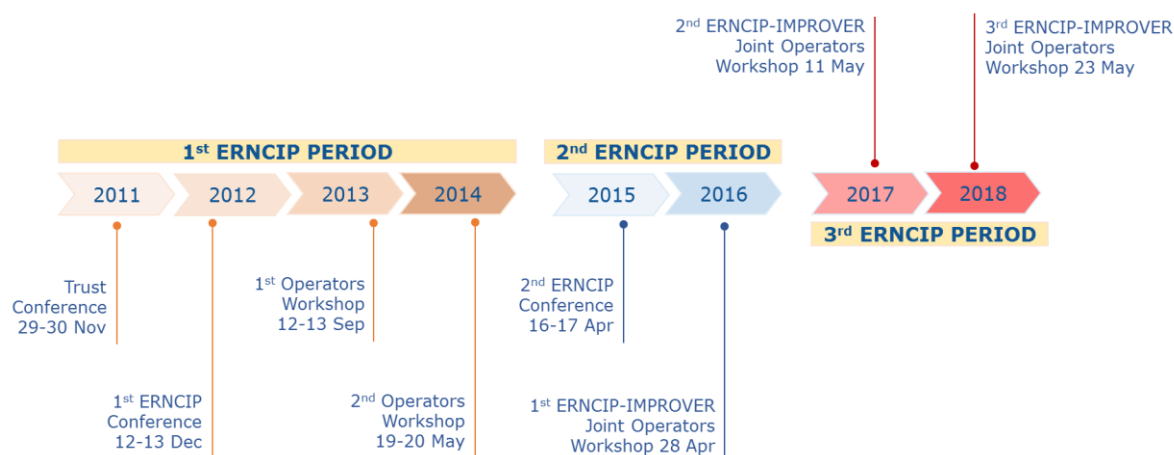 2nd ERNCIP-IMPROVER
Joint Operators
Workshop 11 May
3rd ERNCIP-IMPROVER
Joint Operators
Workshop 23 May
1st ERNCIP PERIOD
2nd ERNCIP PERIOD
2011
2012
2013
2014
2015
2016
2017
2018
3rd ERNCIP PERIOD
Trust
Conference
29-30 Nov
1st Operators
Workshop
12-13 Sep
2nd ERNCIP
Conference
16-17 Apr
1st ERNCIP
Conference
12-13 Dec
2nd Operators
Workshop
19-20 May
1st ERNCIP-IMPROVER
Joint Operators
Workshop 28 Apr